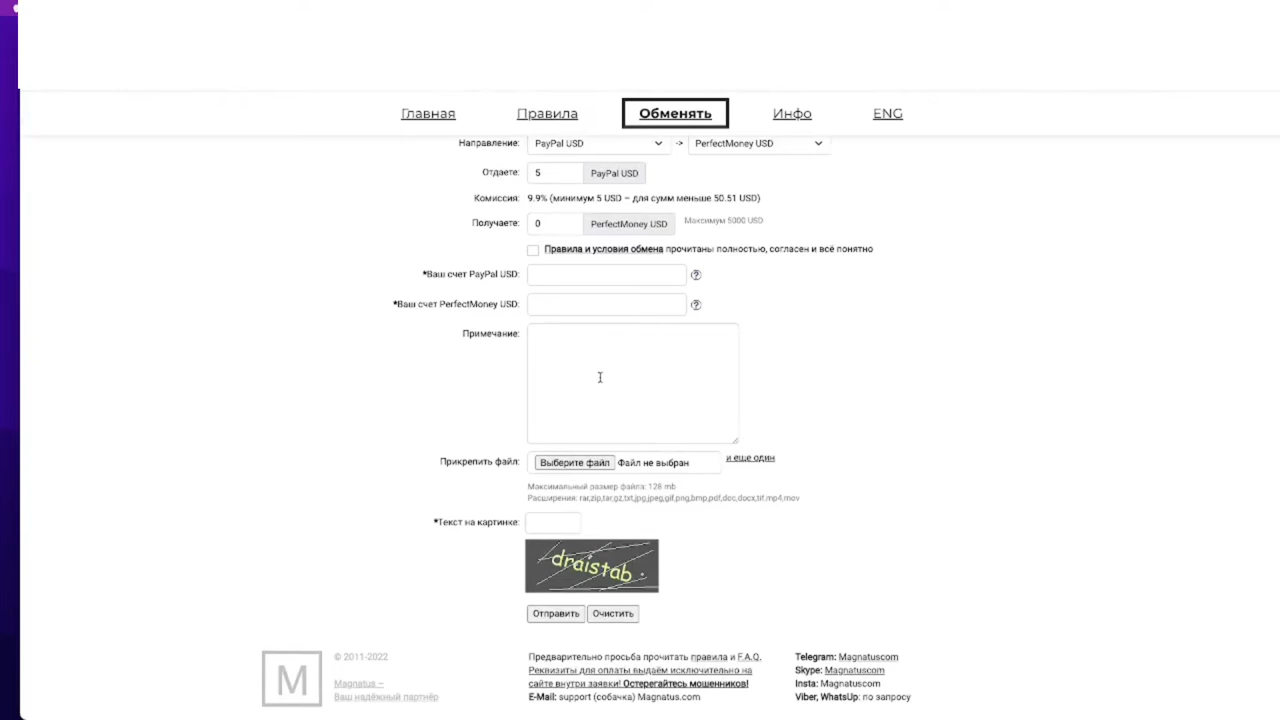 Главная Правила Обменять Инфо ENG
Направление: PayPal USD -> PerfectMoney USD
Отдаете: 5 PayPal USD
Комиссия: 9.9% (минимум 5 USD – для сумм меньше 50.51 USD)
Получаете: 0 PerfectMoney USD Максимум 5000 USD
Правила и условия обмена прочитаны полностью, согласен и всё понятно
*Ваш счет PayPal USD: ?
*Ваш счет PerfectMoney USD: ?
Примечание:
Прикрепить файл: Выберите файл Файл не выбран и еще один
Максимальный размер файла: 128 mb
Расширения: rar,zip,tar,gz,txt,jpg,jpeg,gif,png,bmp,pdf,doc,docx,tif,mp4,mov
*Текст на картинке:
draistab
Отправить Очистить
M
© 2011-2022
Magnatus –
Ваш надёжный партнёр
Предварительно просьба прочитать правила и F.A.Q.
Реквизиты для оплаты выдаём исключительно на
сайте внутри заявки! Остерегайтесь мошенников!
E-Mail: support (собачка) Magnatus.com
Telegram: Magnatuscom
Skype: Magnatuscom
Insta: Magnatuscom
Viber, WhatsUp: по запросу